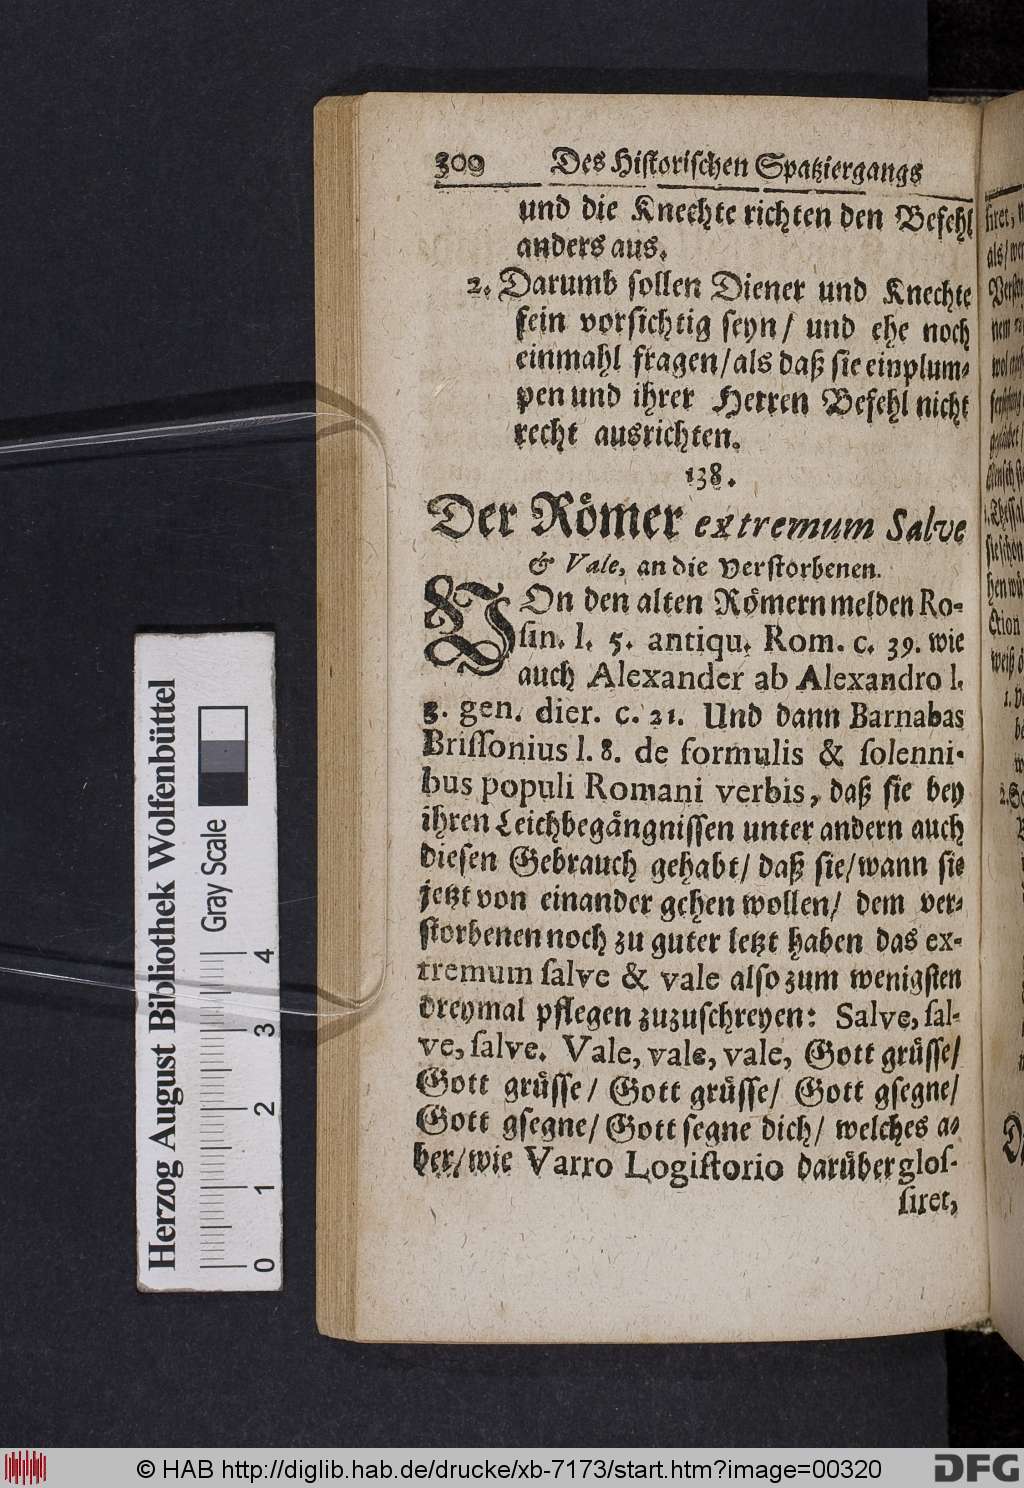 300 Des Historischen Spatziergangs
und die Knechte richten den Befehl
anders aus.
2. Darumb sollen Diener und Knechte
fein vorsichtig seyn/ und ehe noch
einmahl fragen/ als daß sie einplum-
pen und ihrer Herren Befehl nicht
recht ausrichten.
138.
Der Römer extremum Salve
& Vale, an die Verstorbenen.
VOn den alten Römern melden Ro-
sin. l. 5. antiqu. Rom. c. 39. wie
auch Alexander ab Alexandro l.
3. gen. dier. c. 21. Und dann Barnabas
Brissonius l. 8. de formulis & solenni-
bus populi Romani verbis, daß sie bey
ihren Leichbegängnissen unter andern auch
diesen Gebrauch gehabt/ daß sie/ wann sie
jetzt von einander gehen wollen/ dem ver-
storbenen noch zu guter letzt haben das ex-
tremum salve & vale also zum wenigsten
dreymal pflegen zuzuschreyen: Salve, sal-
ve, salve. Vale, vale, vale, Gott grüsse/
Gott grüsse/ Gott grüsse/ Gott gsegne/
Gott gsegne/ Gott segne dich/ welches a-
ber/ wie Varro Logistorio darüber glos-
siret,
Herzog August Bibliothek Wolfenbüttel
Gray Scale
0 1 2 3 4
© HAB http://diglib.hab.de/drucke/xb-7173/start.htm?image=00320
DFG